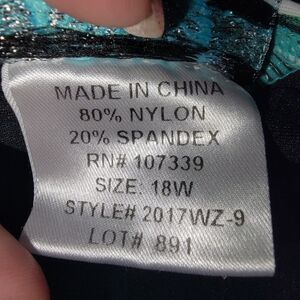 MADE IN CHINA
80% NYLON
20% SPANDEX
RN# 107339
SIZE: 18W
STYLE# 2017WZ-9
LOT# 891